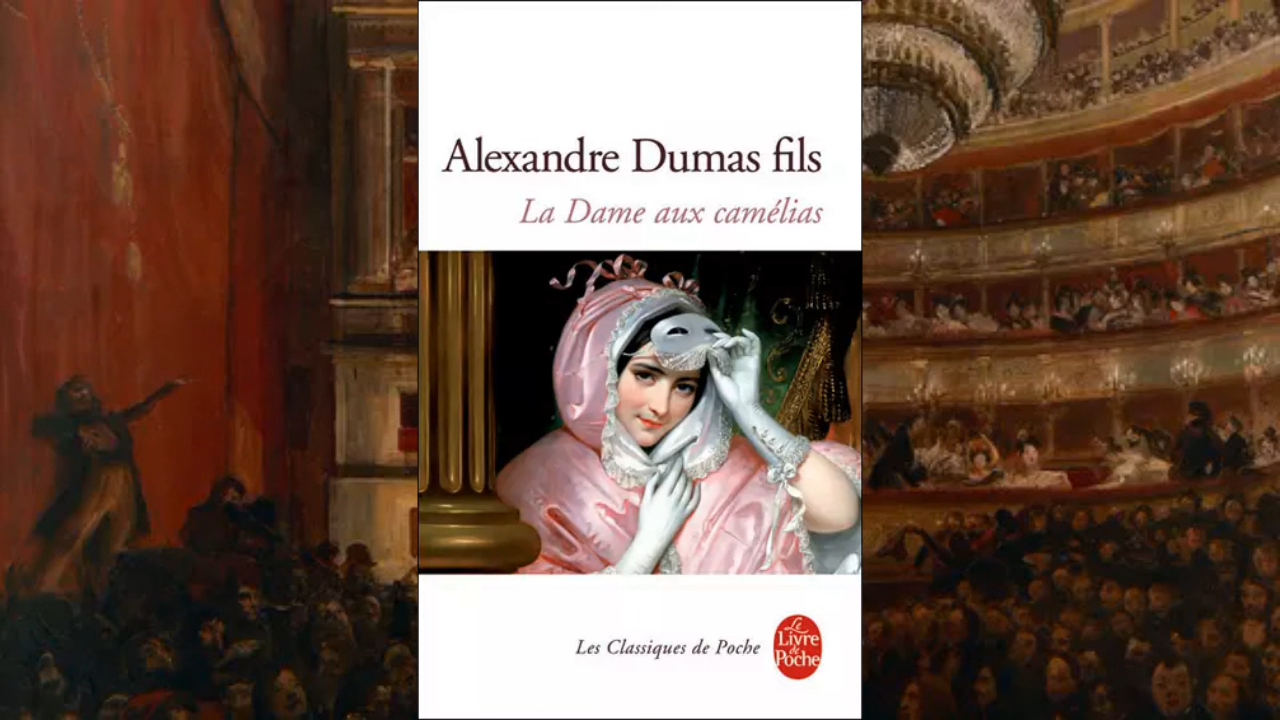 Alexandre Dumas fils
La Dame aux camélias
Les Classiques de Poche
Le
Livre
de
Poche